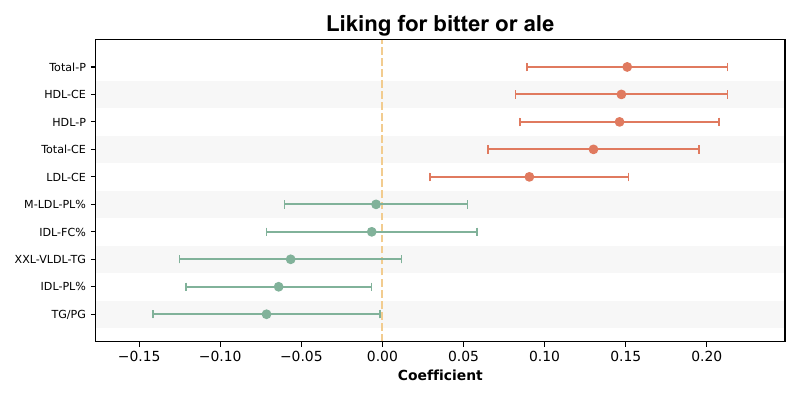 Liking for bitter or ale
Total-P
HDL-CE
HDL-P
Total-CE
LDL-CE
M-LDL-PL%
IDL-FC%
XXL-VLDL-TG
IDL-PL%
TG/PG
−0.15 −0.10 −0.05 0.00 0.05 0.10 0.15 0.20
Coefficient